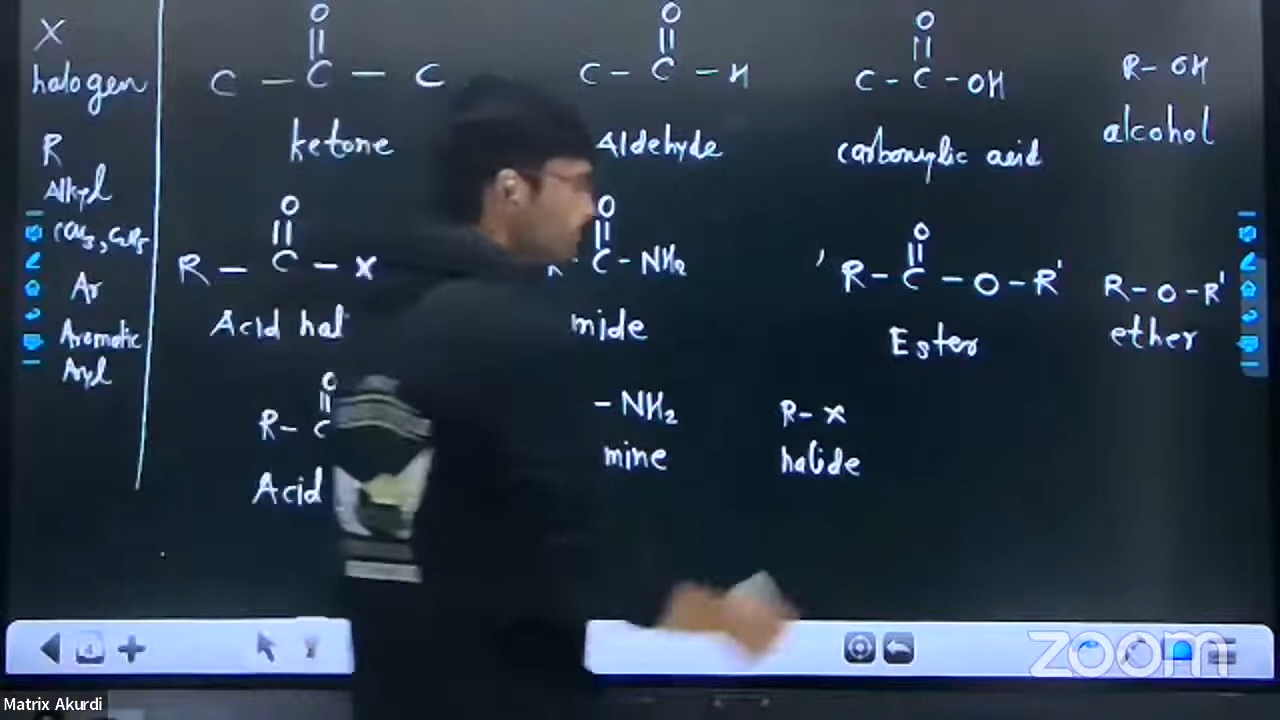 X
halogen
R
Alkyl
(CH3, C2H5
Ar
Aromatic
Aryl
O
C – C – C
ketone
O
C – C – H
Aldehyde
O
C – C – OH
carboxylic acid
R – OH
alcohol
O
R – C – X
Acid hal
O
C – NH2
mide
O
' R – C – O – R'
Ester
R – O – R'
ether
O
R – C
Acid
– NH2
mine
R – X
halide
4
zoom
Matrix Akurdi